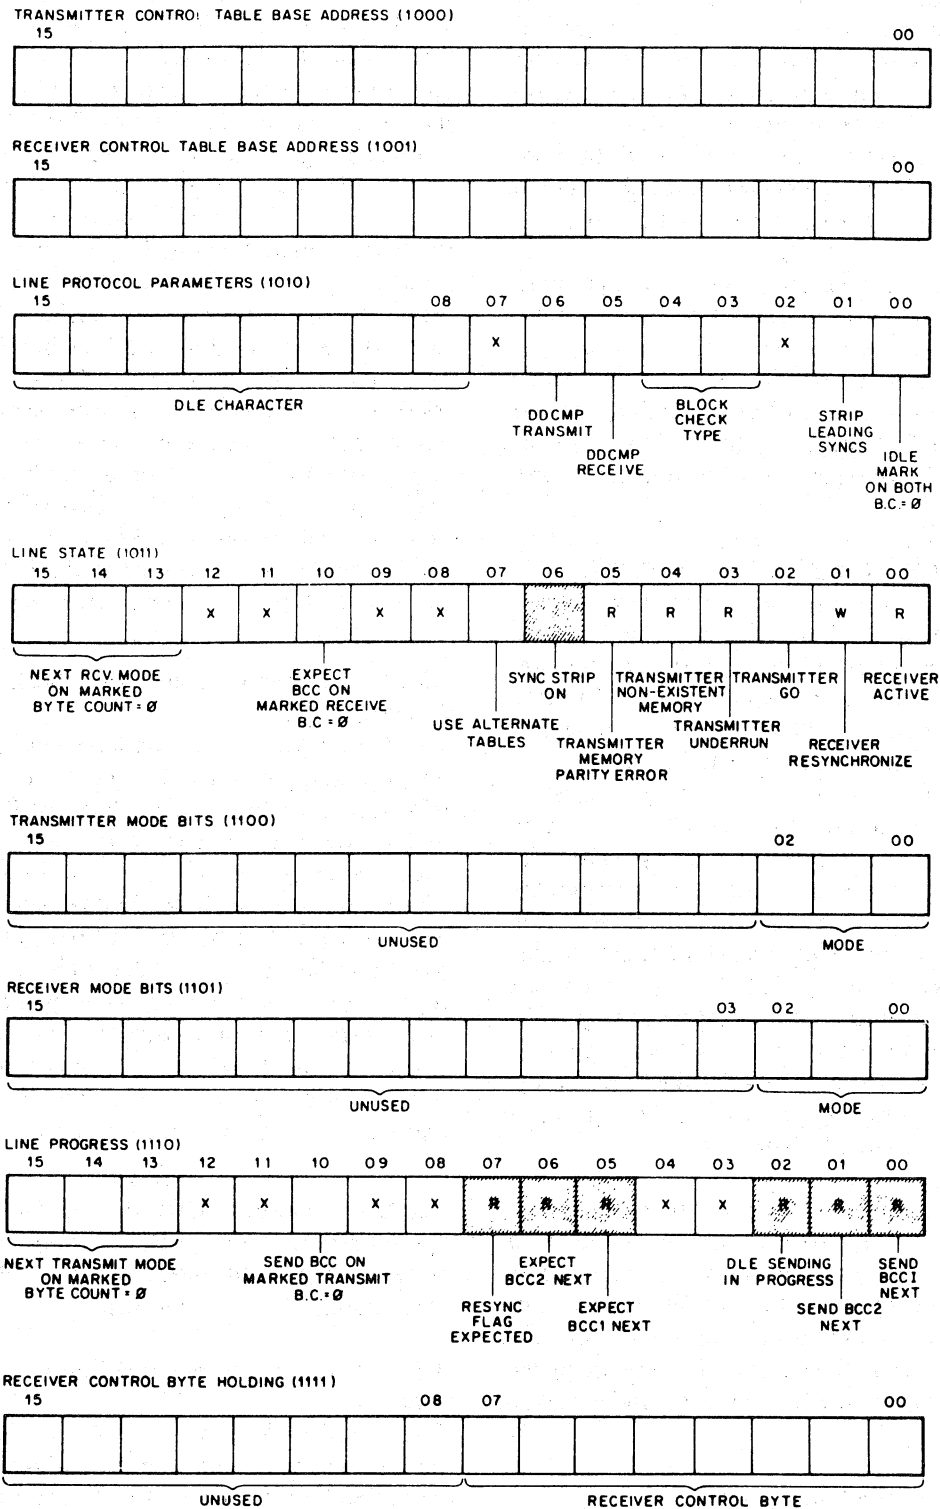 TRANSMITTER CONTROL TABLE BASE ADDRESS (1000)
15 00
RECEIVER CONTROL TABLE BASE ADDRESS (1001)
15 00
LINE PROTOCOL PARAMETERS (1010)
15 08 07 06 05 04 03 02 01 00
X X
DLE CHARACTER
DDCMP
TRANSMIT
DDCMP
RECEIVE
BLOCK
CHECK
TYPE
STRIP
LEADING
SYNCS
IDLE
MARK
ON BOTH
B.C.=Ø
LINE STATE (1011)
15 14 13 12 11 10 09 08 07 06 05 04 03 02 01 00
X X X X R R R W R
NEXT RCV. MODE
ON MARKED
BYTE COUNT=Ø
EXPECT
BCC ON
MARKED RECEIVE
B.C=Ø
USE ALTERNATE
TABLES
SYNC STRIP
ON
TRANSMITTER
MEMORY
PARITY ERROR
TRANSMITTER
NON-EXISTENT
MEMORY
TRANSMITTER
UNDERRUN
TRANSMITTER
GO
RECEIVER
RESYNCHRONIZE
RECEIVER
ACTIVE
TRANSMITTER MODE BITS (1100)
15 02 00
UNUSED MODE
RECEIVER MODE BITS (1101)
15 03 02 00
UNUSED MODE
LINE PROGRESS (1110)
15 14 13 12 11 10 09 08 07 06 05 04 03 02 01 00
X X X X R R R X X R R R
NEXT TRANSMIT MODE
ON MARKED
BYTE COUNT=Ø
SEND BCC ON
MARKED TRANSMIT
B.C.=Ø
RESYNC
FLAG
EXPECTED
EXPECT
BCC2 NEXT
EXPECT
BCC1 NEXT
DLE SENDING
IN PROGRESS
SEND BCC2
NEXT
SEND
BCC1
NEXT
RECEIVER CONTROL BYTE HOLDING (1111)
15 08 07 00
UNUSED RECEIVER CONTROL BYTE